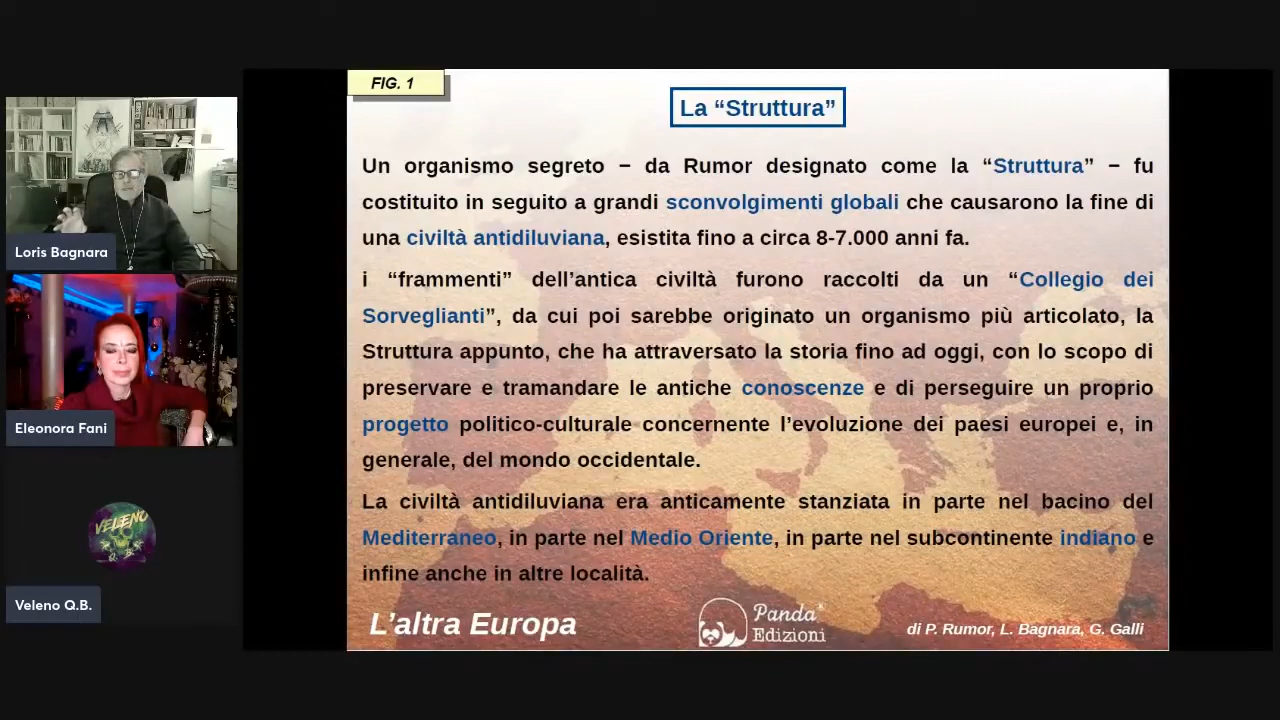 FIG. 1
La “Struttura”
Un organismo segreto − da Rumor designato come la “Struttura” − fu
costituito in seguito a grandi sconvolgimenti globali che causarono la fine di
una civiltà antidiluviana, esistita fino a circa 8-7.000 anni fa.
i “frammenti” dell’antica civiltà furono raccolti da un “Collegio dei
Sorveglianti”, da cui poi sarebbe originato un organismo più articolato, la
Struttura appunto, che ha attraversato la storia fino ad oggi, con lo scopo di
preservare e tramandare le antiche conoscenze e di perseguire un proprio
progetto politico-culturale concernente l’evoluzione dei paesi europei e, in
generale, del mondo occidentale.
La civiltà antidiluviana era anticamente stanziata in parte nel bacino del
Mediterraneo, in parte nel Medio Oriente, in parte nel subcontinente indiano e
infine anche in altre località.
L’altra Europa
Panda
Edizioni
di P. Rumor, L. Bagnara, G. Galli
Loris Bagnara
Eleonora Fani
VELENO
Q. B.
Veleno Q.B.